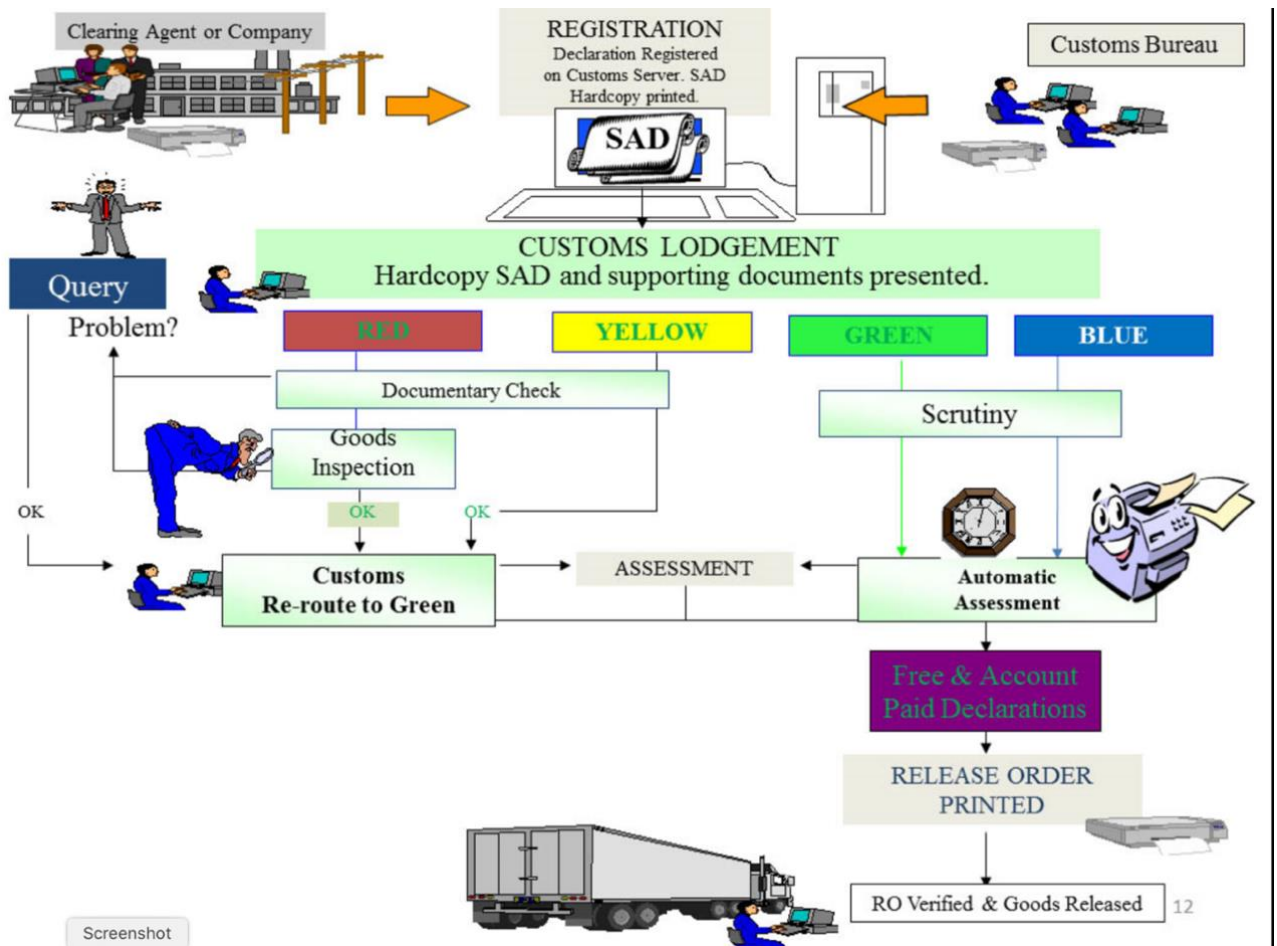 Clearing Agent or Company
REGISTRATION
Declaration Registered
on Customs Server. SAD
Hardcopy printed.
Customs Bureau
SAD
CUSTOMS LODGEMENT
Hardcopy SAD and supporting documents presented.
Query
Problem?
RED
YELLOW
GREEN
BLUE
Documentary Check
Scrutiny
Goods
Inspection
OK
OK
OK
Customs
Re-route to Green
ASSESSMENT
Automatic
Assessment
Free & Account
Paid Declarations
RELEASE ORDER
PRINTED
RO Verified & Goods Released
12
Screenshot